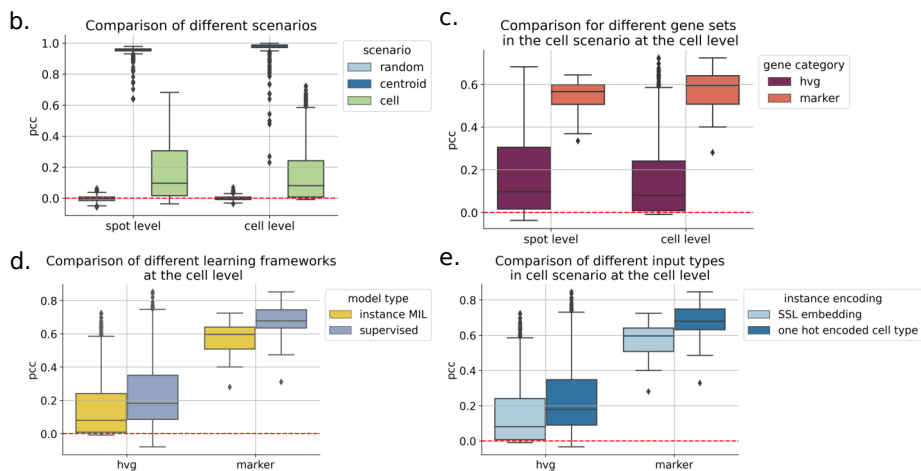 b.
Comparison of different scenarios
1.0
0.8
0.6
0.4
0.2
0.0
pcc
scenario
random
centroid
cell
spot level
cell level
c.
Comparison for different gene sets
in the cell scenario at the cell level
0.6
0.4
0.2
0.0
pcc
gene category
hvg
marker
spot level
cell level
d.
Comparison of different learning frameworks
at the cell level
0.8
0.6
0.4
0.2
0.0
pcc
model type
instance MIL
supervised
hvg
marker
e.
Comparison of different input types
in cell scenario at the cell level
0.8
0.6
0.4
0.2
0.0
pcc
instance encoding
SSL embedding
one hot encoded cell type
hvg
marker